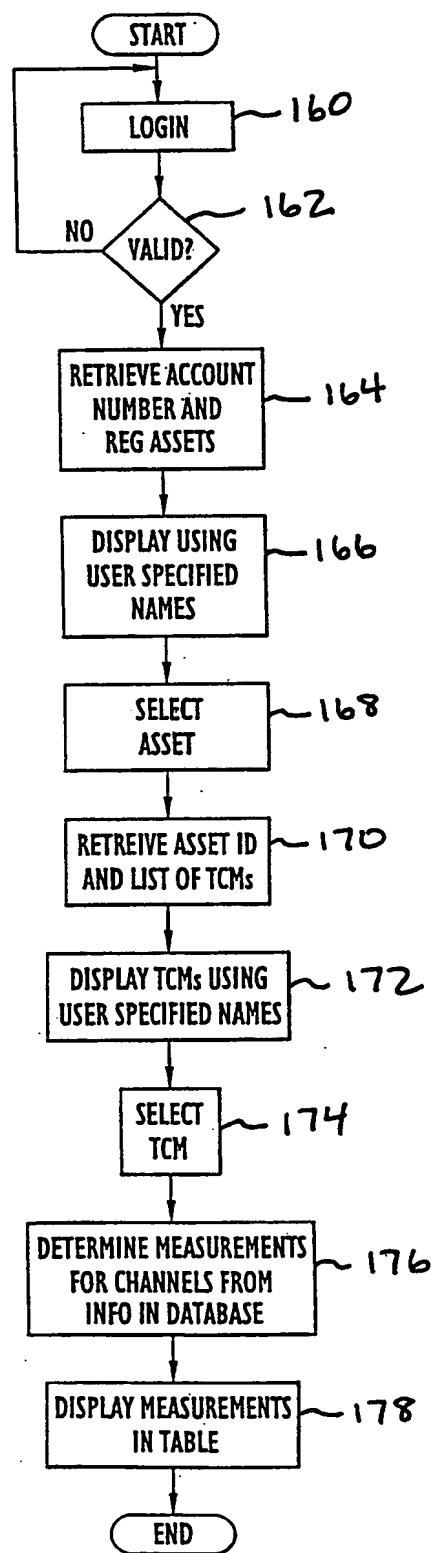 START
LOGIN
160
162
NO
VALID?
YES
RETRIEVE ACCOUNT
NUMBER AND
REG ASSETS
164
DISPLAY USING
USER SPECIFIED
NAMES
166
SELECT
ASSET
168
RETREIVE ASSET ID
AND LIST OF TCMs
170
DISPLAY TCMs USING
USER SPECIFIED NAMES
172
SELECT
TCM
174
DETERMINE MEASUREMENTS
FOR CHANNELS FROM
INFO IN DATABASE
176
DISPLAY MEASUREMENTS
IN TABLE
178
END